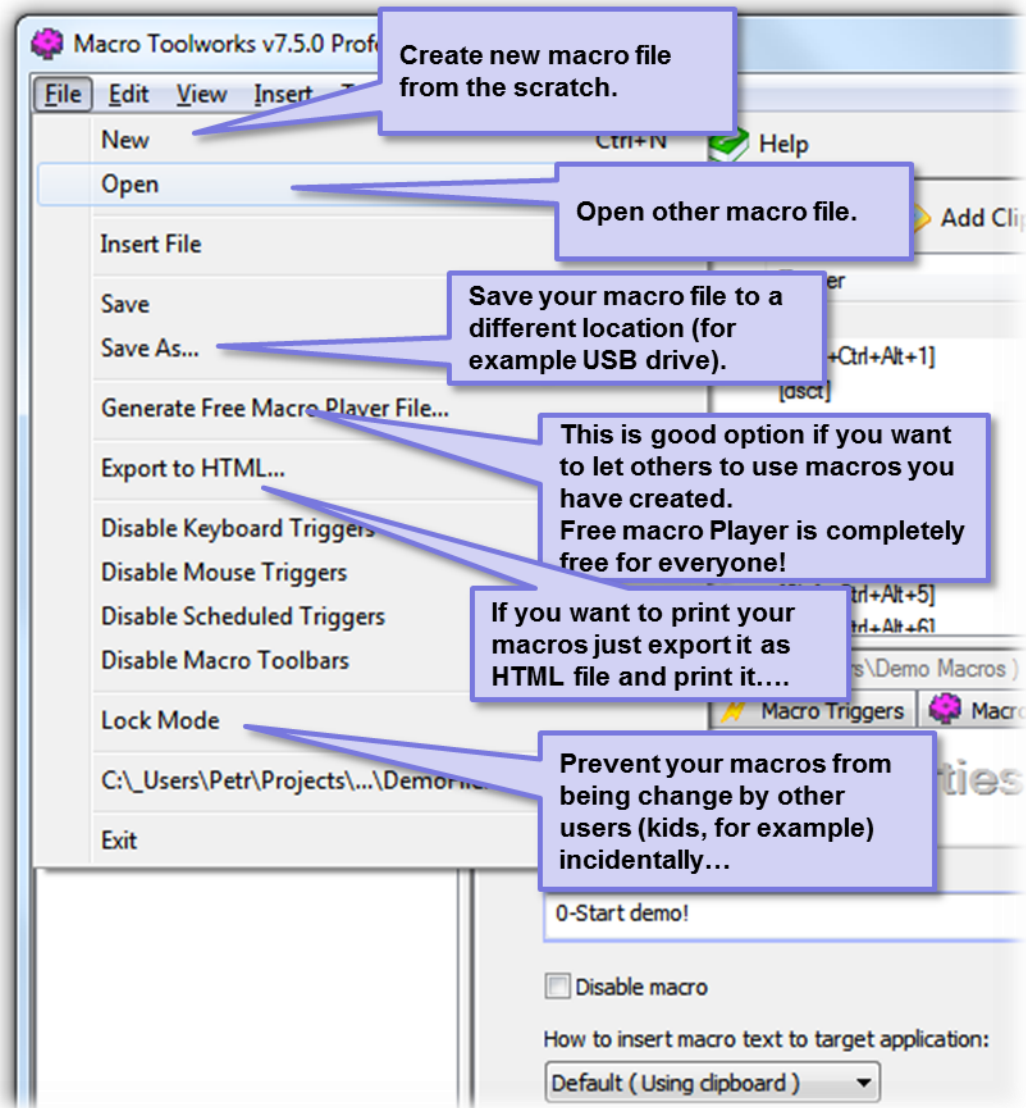 Macro Toolworks v7.5.0
Create new macro file
from the scratch.
File Edit View Insert
New Ctrl+N
Help
Open
Open other macro file.
Add
Insert File
Save
Save your macro file to a
different location (for
example USB drive).
Save As...
+Ctrl+Alt+1]
[dsct]
Generate Free Macro Player File...
This is good option if you want
to let others to use macros you
have created.
Free macro Player is completely
free for everyone!
Export to HTML...
Disable Keyboard Triggers
Disable Mouse Triggers
Disable Scheduled Triggers
Disable Macro Toolbars
+Alt+5]
+Alt+6]
If you want to print your
macros just export it as
HTML file and print it….
\Demo Macros )
Macro Triggers
Lock Mode
Prevent your macros from
being change by other
users (kids, for example)
incidentally…
C:\_Users\Petr\Projects\...\
Exit
0-Start demo!
Disable macro
How to insert macro text to target application:
Default ( Using clipboard )